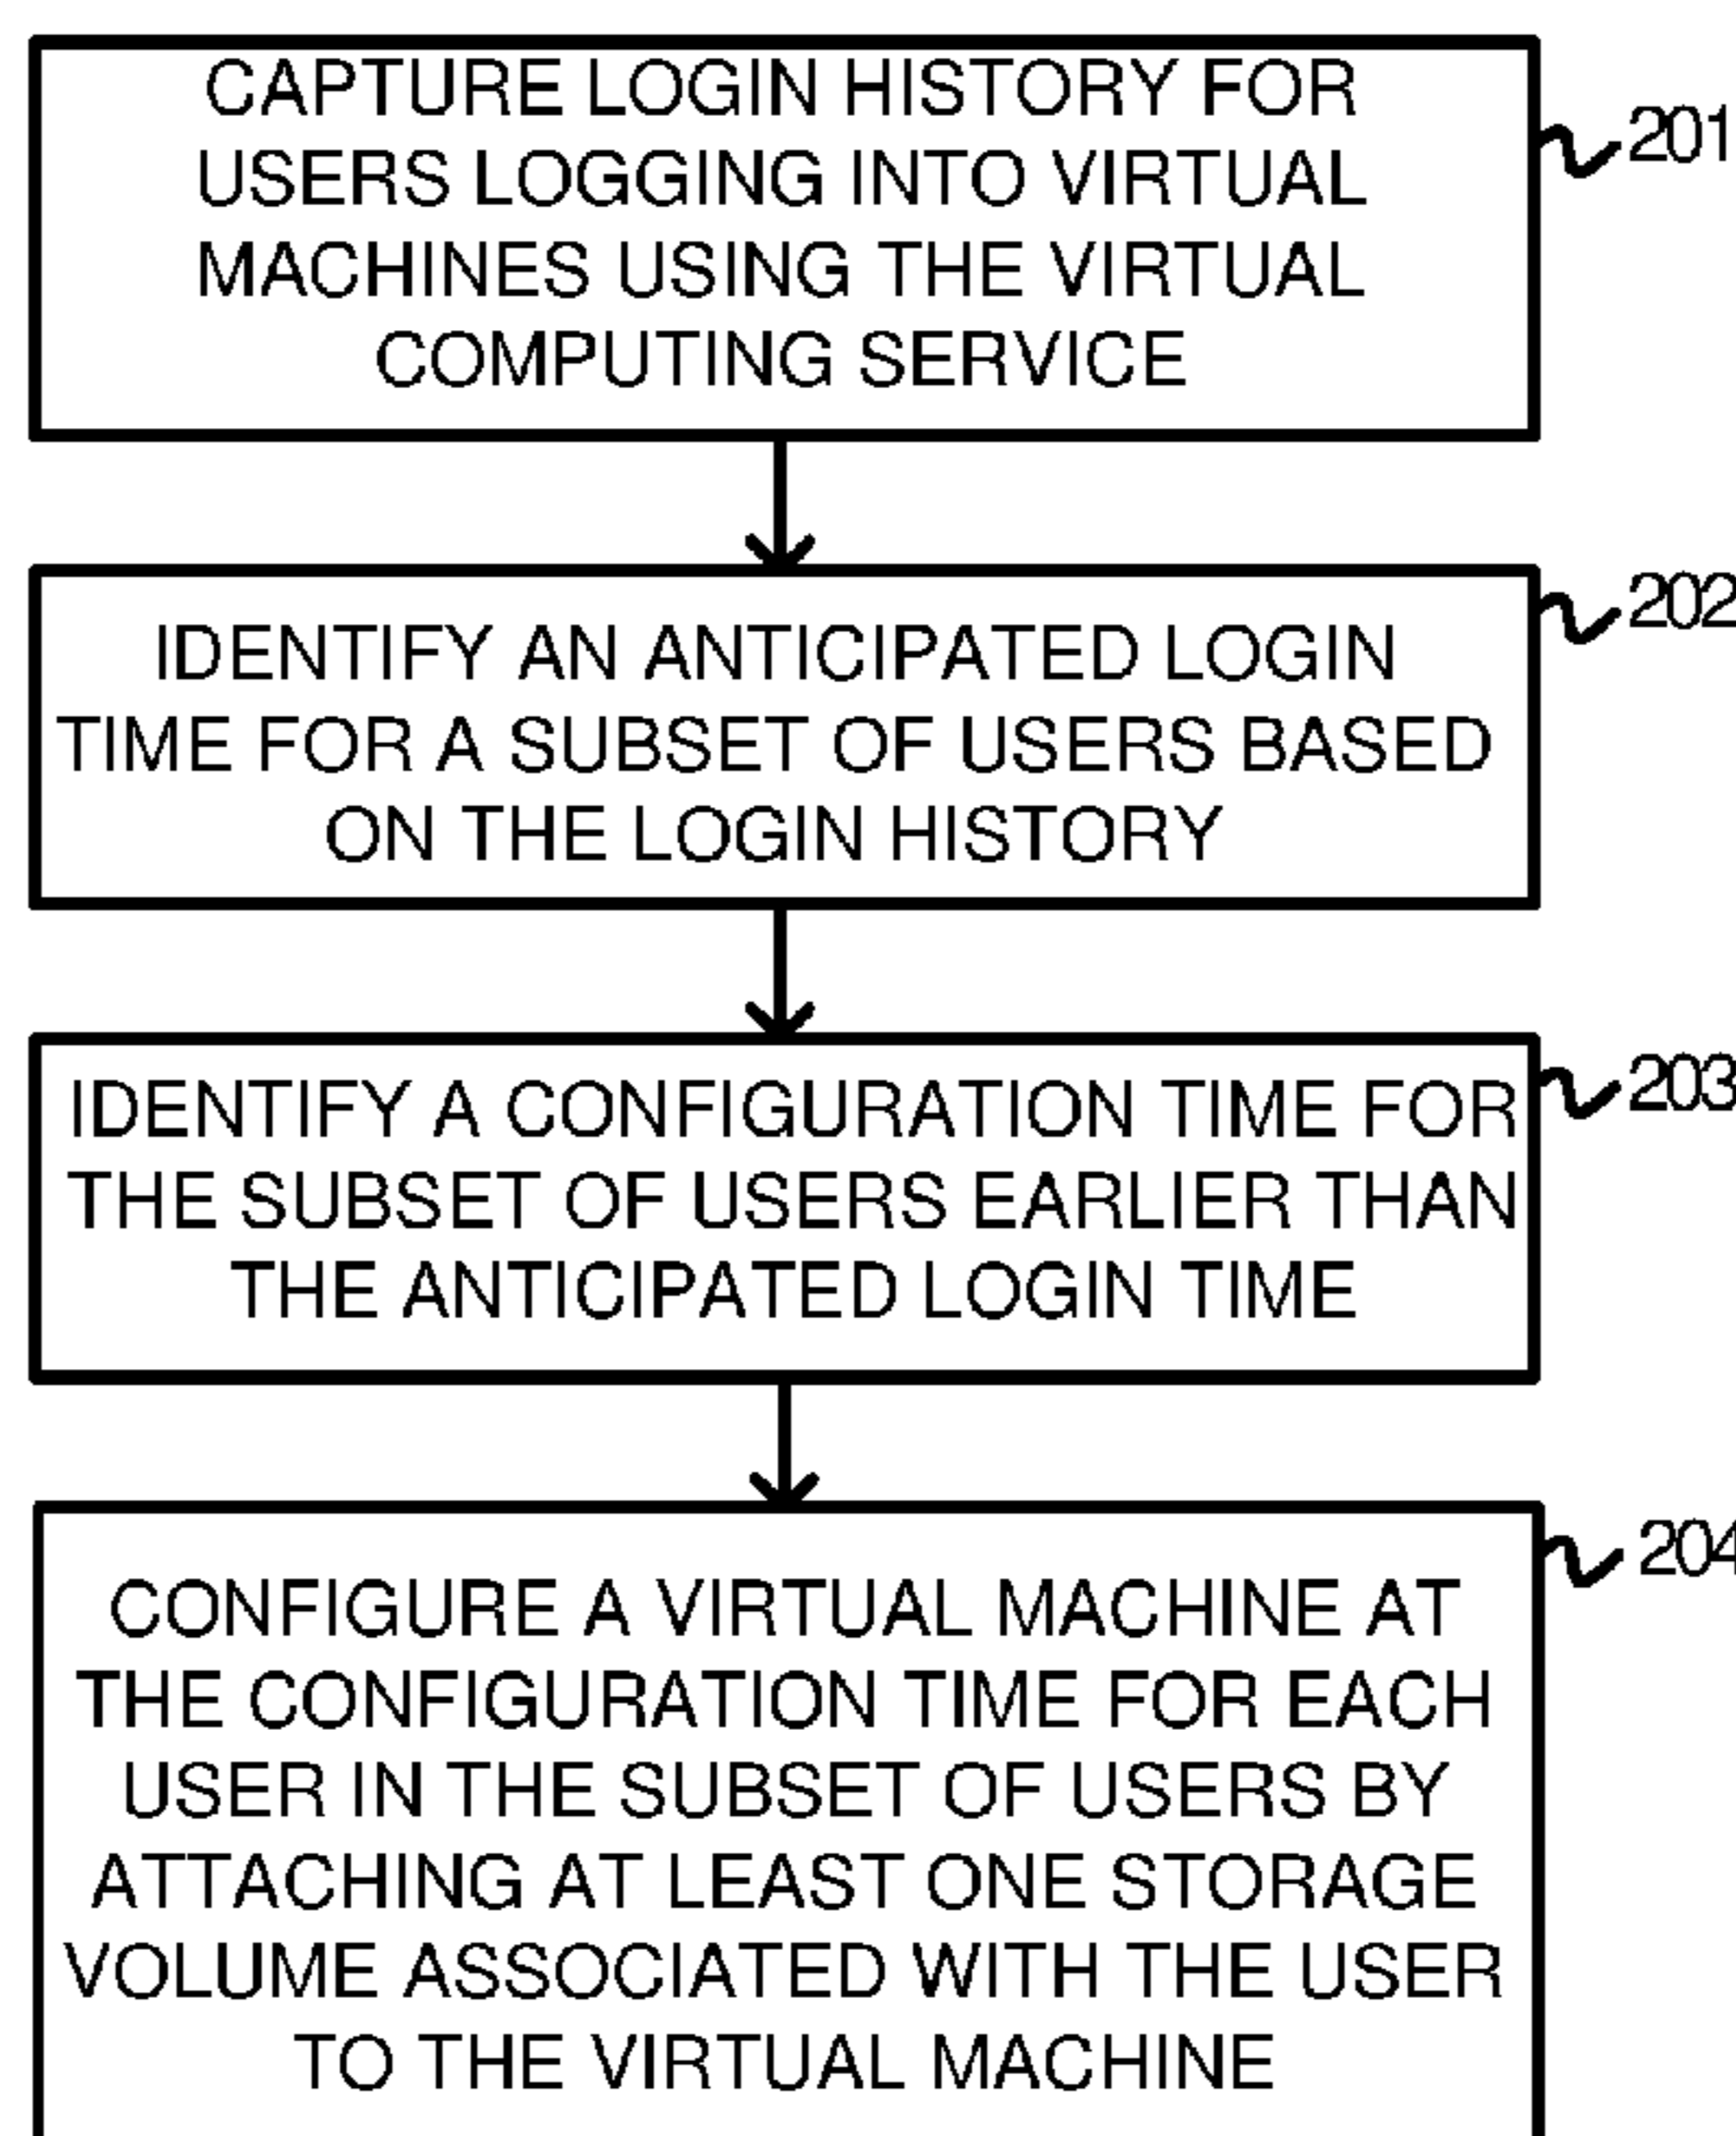 CAPTURE LOGIN HISTORY FOR
USERS LOGGING INTO VIRTUAL
MACHINES USING THE VIRTUAL
COMPUTING SERVICE
201
IDENTIFY AN ANTICIPATED LOGIN
TIME FOR A SUBSET OF USERS BASED
ON THE LOGIN HISTORY
202
IDENTIFY A CONFIGURATION TIME FOR
THE SUBSET OF USERS EARLIER THAN
THE ANTICIPATED LOGIN TIME
203
CONFIGURE A VIRTUAL MACHINE AT
THE CONFIGURATION TIME FOR EACH
USER IN THE SUBSET OF USERS BY
ATTACHING AT LEAST ONE STORAGE
VOLUME ASSOCIATED WITH THE USER
TO THE VIRTUAL MACHINE
204